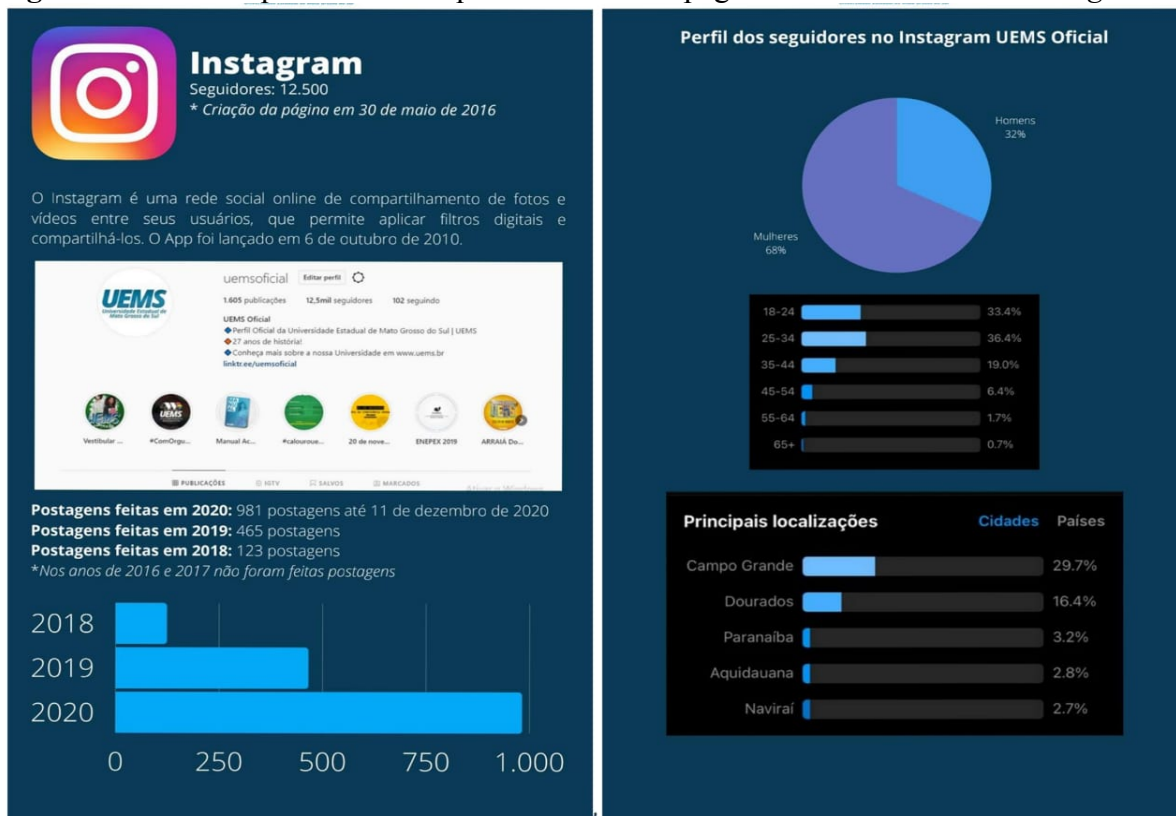 Instagram
Seguidores: 12.500
* Criação da página em 30 de maio de 2016
O Instagram é uma rede social online de compartilhamento de fotos e
vídeos entre seus usuários, que permite aplicar filtros digitais e
compartilhá-los. O App foi lançado em 6 de outubro de 2010.
UEMS
Universidade Estadual de
Mato Grosso do Sul
uemsoficial Editar perfil
1.605 publicações 12,5mil seguidores 102 seguindo
UEMS Oficial
Perfil Oficial da Universidade Estadual de Mato Grosso do Sul | UEMS
27 anos de história!
Conheça mais sobre a nossa Universidade em www.uems.br
linktr.ee/uemsoficial
UEMS
Vestibular ... #ComOrgu... Manual Ac... #calouroue... 20 de nove... ENEPEX 2019 ARRAIÁ Do...
PUBLICAÇÕES IGTV SALVOS MARCADOS
Postagens feitas em 2020: 981 postagens até 11 de dezembro de 2020
Postagens feitas em 2019: 465 postagens
Postagens feitas em 2018: 123 postagens
*Nos anos de 2016 e 2017 não foram feitas postagens
2018
2019
2020
0 250 500 750 1.000
Perfil dos seguidores no Instagram UEMS Oficial
Homens
32%
Mulheres
68%
18-24 33.4%
25-34 36.4%
35-44 19.0%
45-54 6.4%
55-64 1.7%
65+ 0.7%
Principais localizações Cidades Países
Campo Grande 29.7%
Dourados 16.4%
Paranaíba 3.2%
Aquidauana 2.8%
Naviraí 2.7%